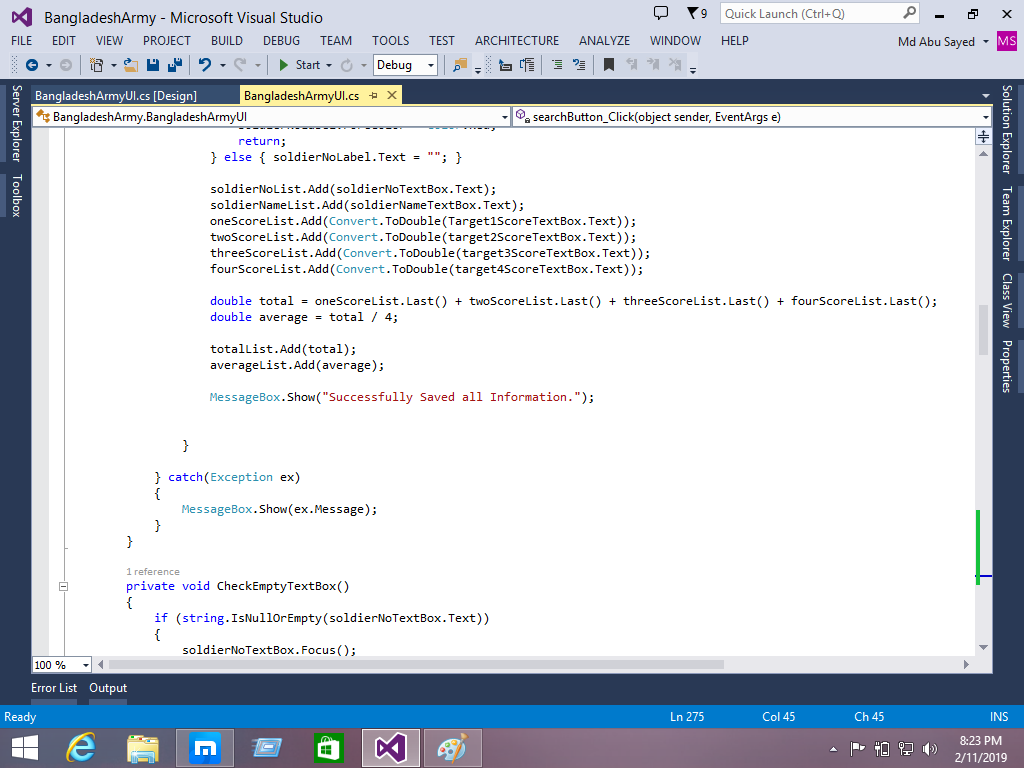 BangladeshArmy - Microsoft Visual Studio
9
Quick Launch (Ctrl+Q)
FILE EDIT VIEW PROJECT BUILD DEBUG TEAM TOOLS TEST ARCHITECTURE ANALYZE WINDOW HELP
Md Abu Sayed MS
Start Debug
BangladeshArmyUI.cs [Design] BangladeshArmyUI.cs
BangladeshArmy.BangladeshArmyUI searchButton_Click(object sender, EventArgs e)
Server Explorer
Toolbox
return;
} else { soldierNoLabel.Text = ""; }
soldierNoList.Add(soldierNoTextBox.Text);
soldierNameList.Add(soldierNameTextBox.Text);
oneScoreList.Add(Convert.ToDouble(Target1ScoreTextBox.Text));
twoScoreList.Add(Convert.ToDouble(target2ScoreTextBox.Text));
threeScoreList.Add(Convert.ToDouble(target3ScoreTextBox.Text));
fourScoreList.Add(Convert.ToDouble(target4ScoreTextBox.Text));
double total = oneScoreList.Last() + twoScoreList.Last() + threeScoreList.Last() + fourScoreList.Last();
double average = total / 4;
totalList.Add(total);
averageList.Add(average);
MessageBox.Show("Successfully Saved all Information.");
}
} catch(Exception ex)
{
MessageBox.Show(ex.Message);
}
}
1 reference
private void CheckEmptyTextBox()
{
if (string.IsNullOrEmpty(soldierNoTextBox.Text))
{
soldierNoTextBox.Focus();
Solution Explorer
Team Explorer
Class View
Properties
100 %
Error List Output
Ready Ln 275 Col 45 Ch 45 INS
8:23 PM
2/11/2019